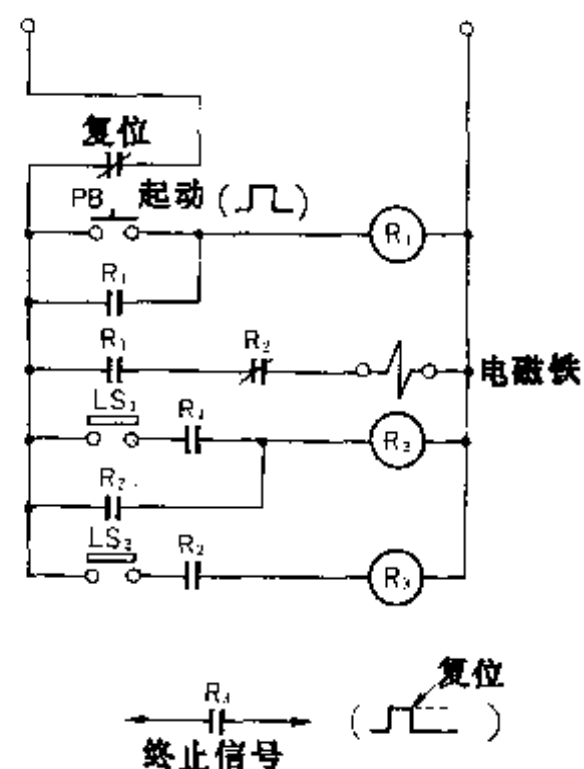 复位
PB 起动 ( )
R₁
R₁
R₁ R₂
电磁铁
LS₁ R₁ R₂
R₂
LS₂ R₂ R₃
复位
R₃ ( )
终止信号